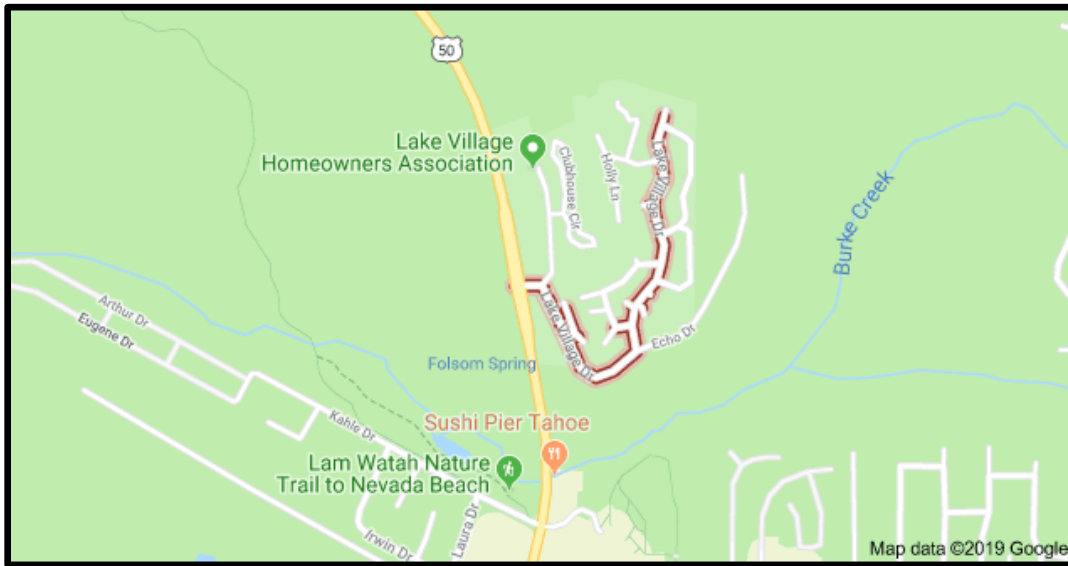 50
Lake Village
Homeowners Association
Clubhouse Cir
Holly Ln
Lake Village Dr
Burke Creek
Arthur Dr
Eugene Dr
Lake Village Dr
Echo Dr
Folsom Spring
Kahle Dr
Sushi Pier Tahoe
Lam Watah Nature
Trail to Nevada Beach
Laura Dr
Irwin Dr
Map data ©2019 Google